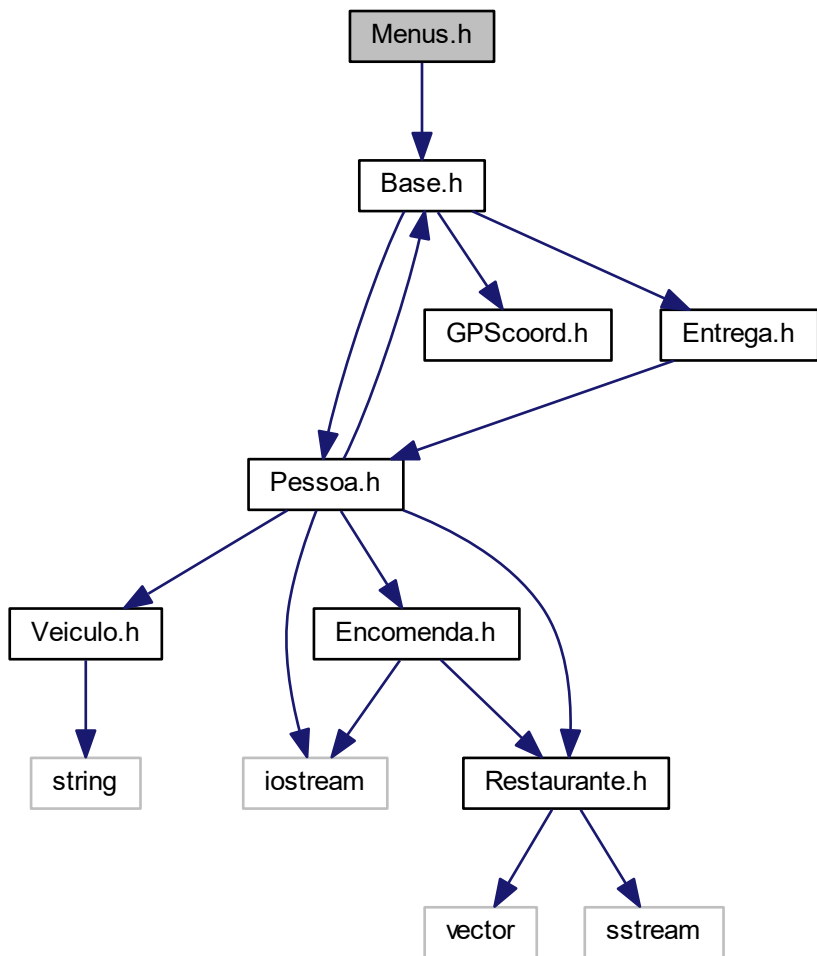 Menus.h
Base.h
GPScoord.h
Entrega.h
Pessoa.h
Veiculo.h
Encomenda.h
string
iostream
Restaurante.h
vector
sstream